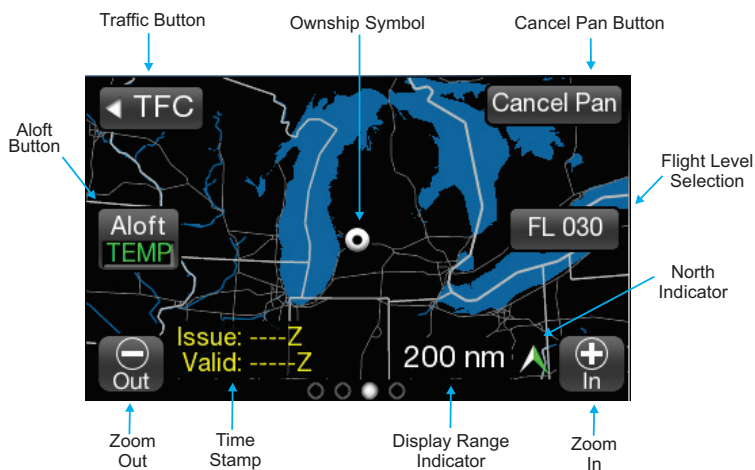 Traffic Button
Ownship Symbol
Cancel Pan Button
TFC
Cancel Pan
Aloft
Button
Flight Level
Selection
Aloft
TEMP
FL 030
North
Indicator
Issue: ----Z
Valid: -----Z
200 nm
Out
In
Zoom
Out
Time
Stamp
Display Range
Indicator
Zoom
In